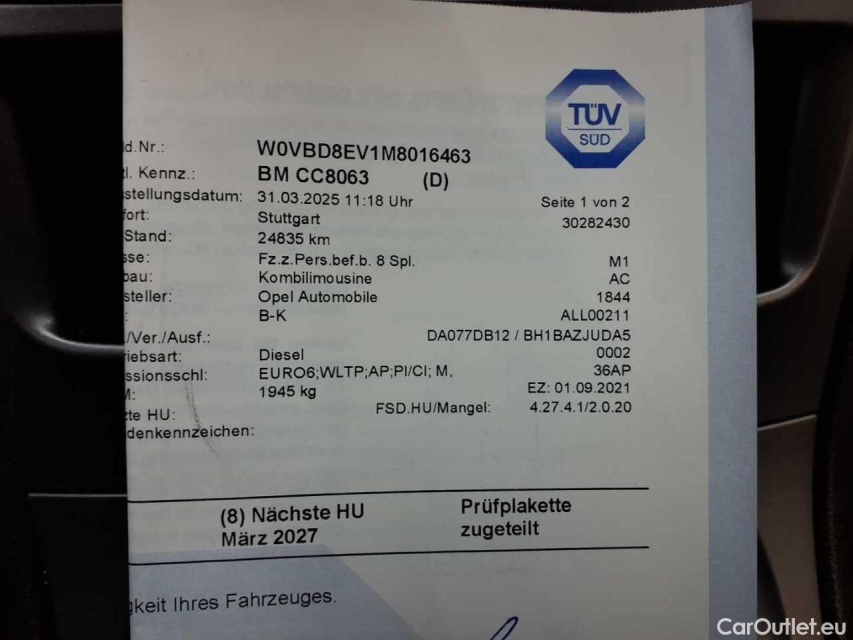 TÜV
SÜD
d.Nr.: W0VBD8EV1M8016463
l. Kennz.: BM CC8063 (D)
stellungsdatum: 31.03.2025 11:18 Uhr Seite 1 von 2
fort: Stuttgart 30282430
Stand: 24835 km
sse: Fz.z.Pers.bef.b. 8 Spl. M1
bau: Kombilimousine AC
steller: Opel Automobile 1844
: B-K ALL00211
/Ver./Ausf.: DA077DB12 / BH1BAZJUDA5
riebsart: Diesel 0002
ssionsschl: EURO6;WLTP;AP;PI/CI; M, 36AP
M: 1945 kg EZ: 01.09.2021
zte HU: FSD.HU/Mangel: 4.27.4.1/2.0.20
denkennzeichen:
(8) Nächste HU Prüfplakette
März 2027 zugeteilt
gkeit Ihres Fahrzeuges.
CarOutlet.eu